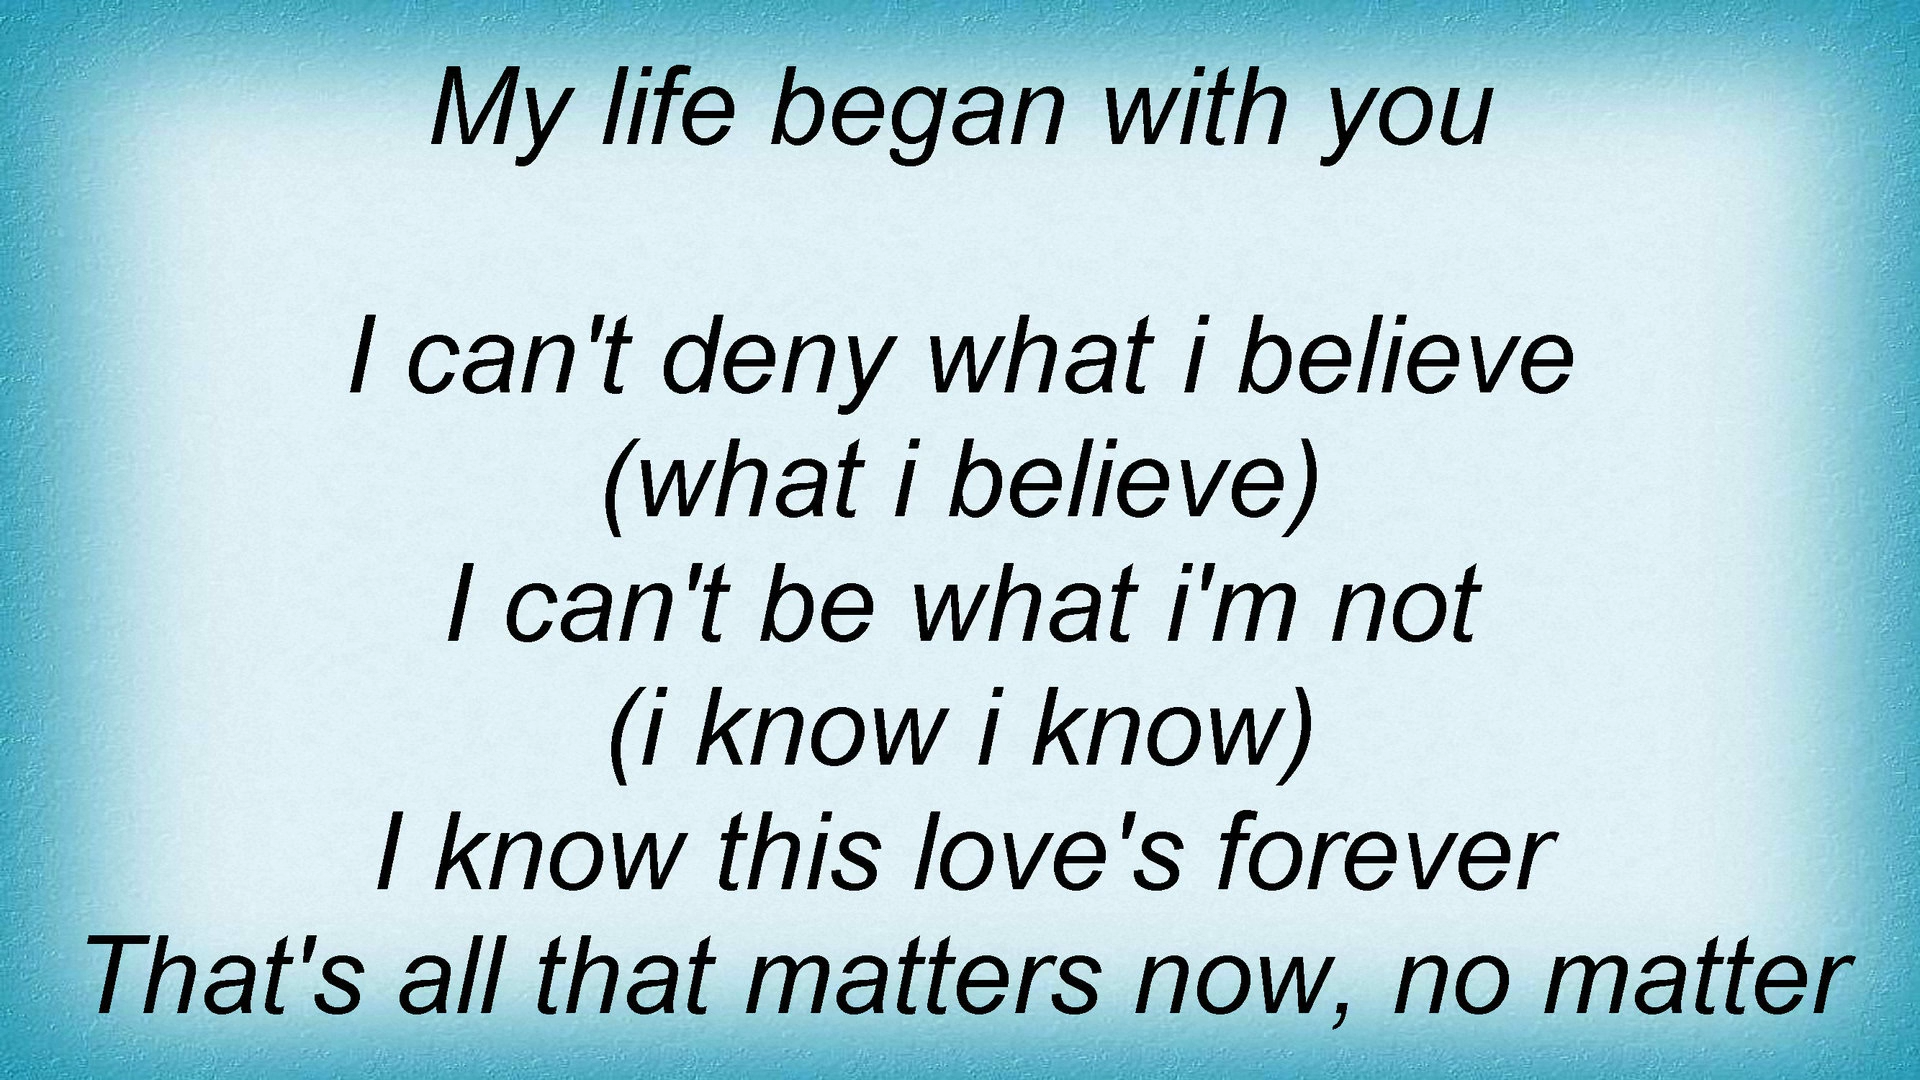 My life began with you
I can't deny what i believe
(what i believe)
I can't be what i'm not
(i know i know)
I know this love's forever
That's all that matters now, no matter